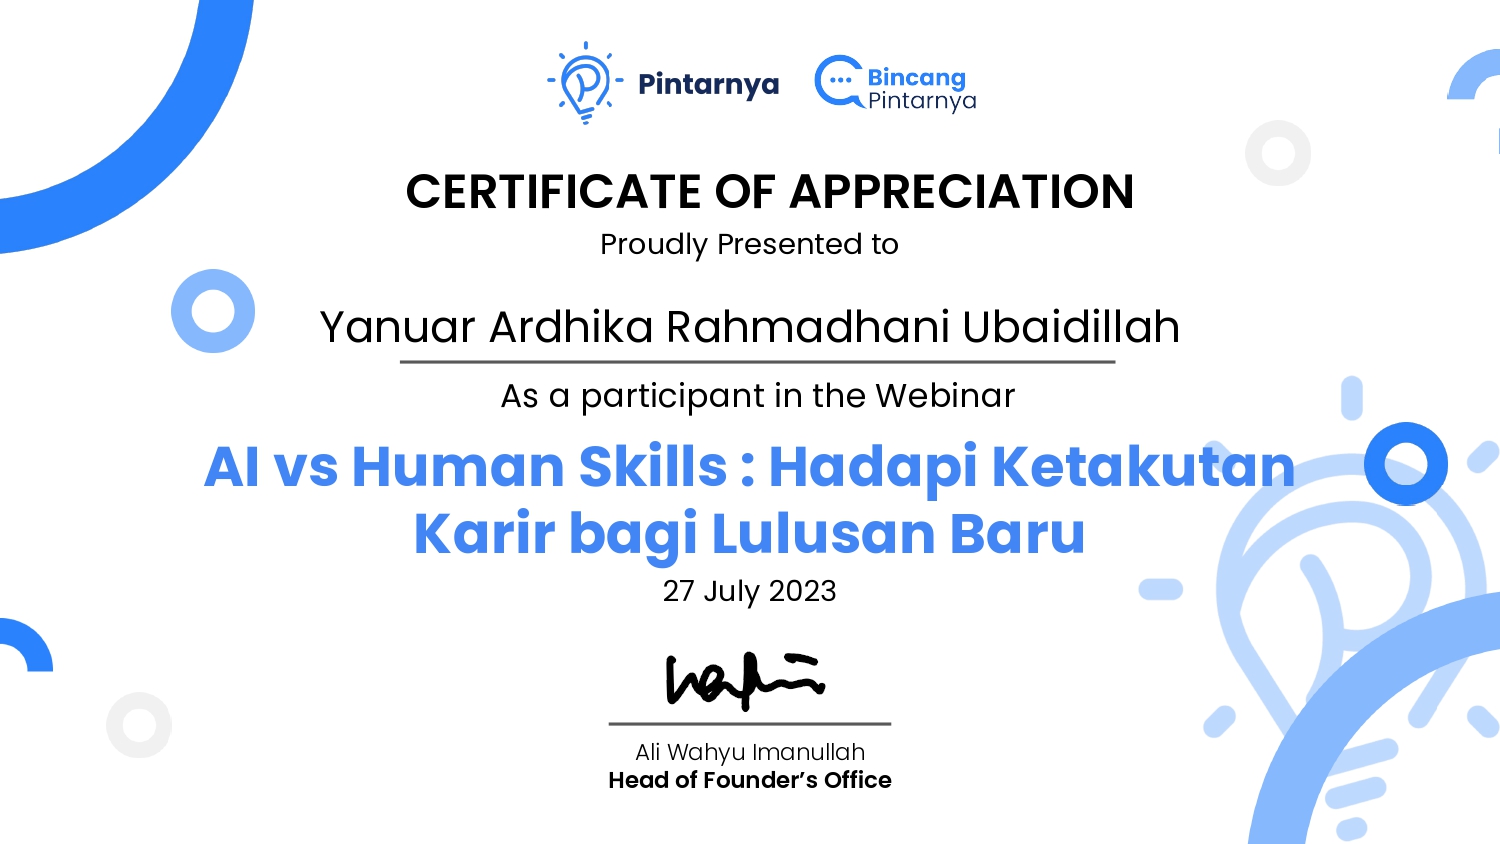 Pintarnya
Bincang
Pintarnya
CERTIFICATE OF APPRECIATION
Proudly Presented to
Yanuar Ardhika Rahmadhani Ubaidillah
As a participant in the Webinar
AI vs Human Skills : Hadapi Ketakutan
Karir bagi Lulusan Baru
27 July 2023
Ali Wahyu Imanullah
Head of Founder’s Office